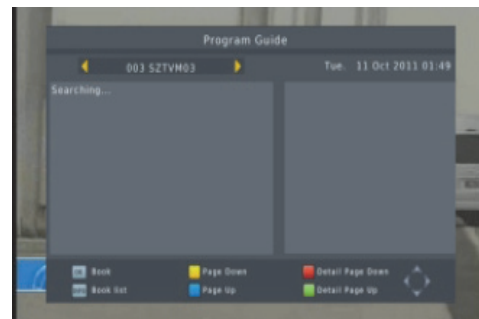 Program Guide
003 SZTVM03
Tue. 11 Oct 2011 01:49
Searching...
OK Book
Page Down
Detail Page Down
Book list
Page Up
Detail Page Up